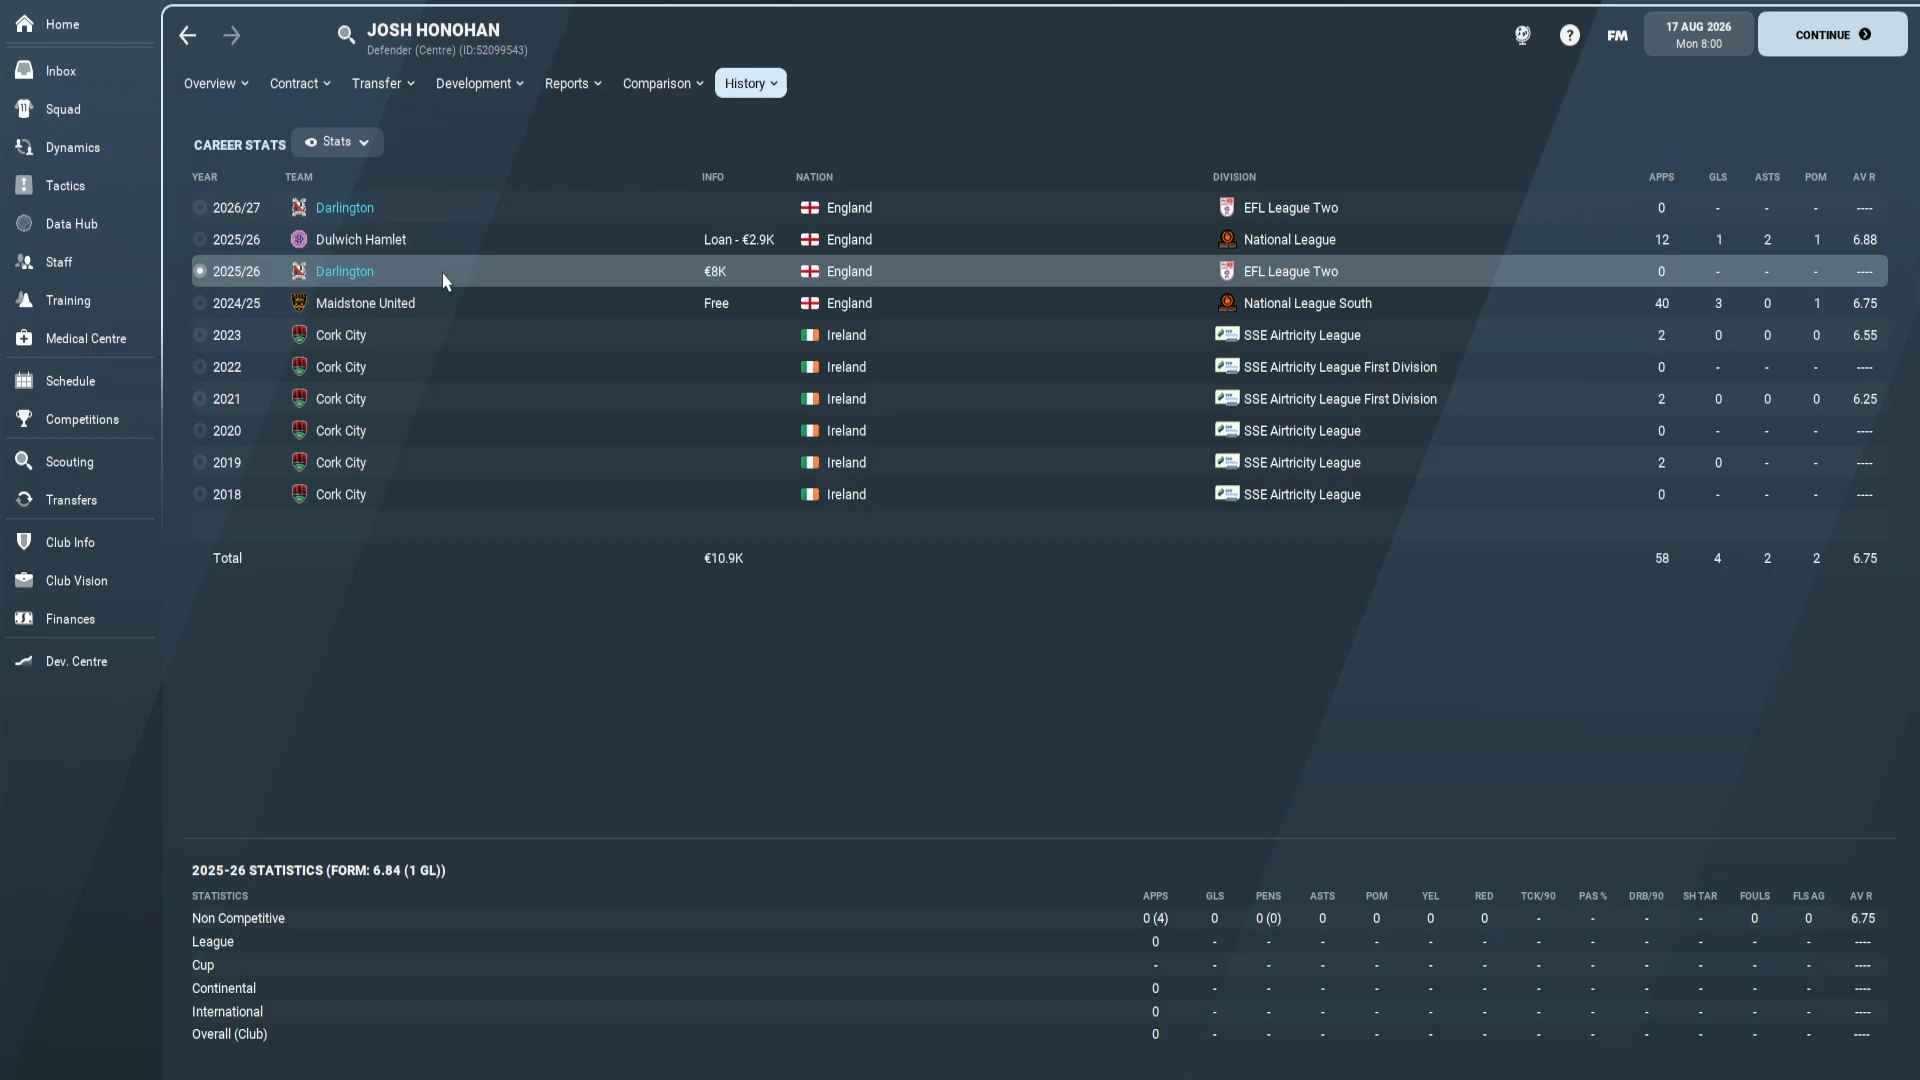 Home
Inbox
Squad
Dynamics
Tactics
Data Hub
Staff
Training
Medical Centre
Schedule
Competitions
Scouting
Transfers
Club Info
Club Vision
Finances
Dev. Centre
JOSH HONOHAN
Defender (Centre) (ID:52099543)
? FM
17 AUG 2026
Mon 8:00
CONTINUE
Overview Contract Transfer Development Reports Comparison History
CAREER STATS Stats
YEAR TEAM INFO NATION DIVISION APPS GLS ASTS POM AV R
2026/27 Darlington England EFL League Two 0 - - - ----
2025/26 Dulwich Hamlet Loan - €2.9K England National League 12 1 2 1 6.88
2025/26 Darlington €8K England EFL League Two 0 - - - ----
2024/25 Maidstone United Free England National League South 40 3 0 1 6.75
2023 Cork City Ireland SSE Airtricity League 2 0 0 0 6.55
2022 Cork City Ireland SSE Airtricity League First Division 0 - - - ----
2021 Cork City Ireland SSE Airtricity League First Division 2 0 0 0 6.25
2020 Cork City Ireland SSE Airtricity League 0 - - - ----
2019 Cork City Ireland SSE Airtricity League 2 0 - - ----
2018 Cork City Ireland SSE Airtricity League 0 - - - ----
Total €10.9K 58 4 2 2 6.75
2025-26 STATISTICS (FORM: 6.84 (1 GL))
STATISTICS APPS GLS PENS ASTS POM YEL RED TCK/90 PAS % DRB/90 SH TAR FOULS FLS AG AV R
Non Competitive 0 (4) 0 0 (0) 0 0 0 0 - - - - 0 0 6.75
League 0 - - - - - - - - - - - - ----
Cup - - - - - - - - - - - - - ----
Continental 0 - - - - - - - - - - - - ----
International 0 - - - - - - - - - - - - ----
Overall (Club) 0 - - - - - - - - - - - - ----